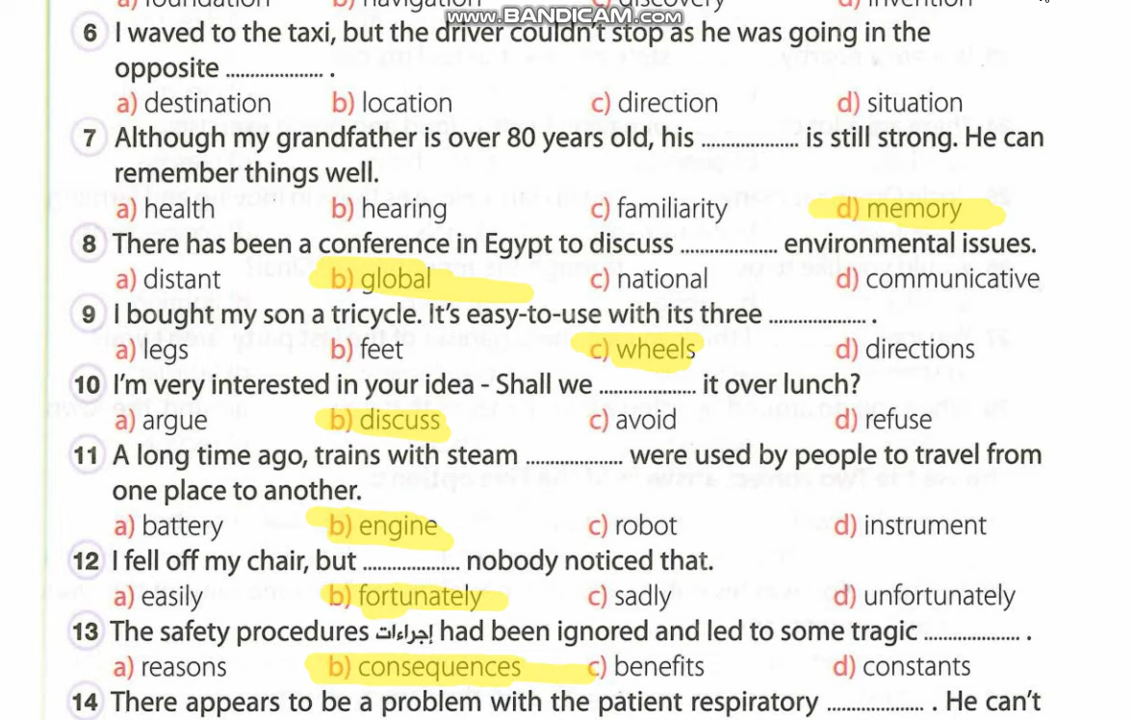 a) foundation b) navigation c) discovery d) invention
www.BANDICAM.com
6 I waved to the taxi, but the driver couldn't stop as he was going in the
opposite .................... .
a) destination b) location c) direction d) situation
7 Although my grandfather is over 80 years old, his .................... is still strong. He can
remember things well.
a) health b) hearing c) familiarity d) memory
8 There has been a conference in Egypt to discuss .................... environmental issues.
a) distant b) global c) national d) communicative
9 I bought my son a tricycle. It's easy-to-use with its three .................... .
a) legs b) feet c) wheels d) directions
10 I'm very interested in your idea - Shall we .................... it over lunch?
a) argue b) discuss c) avoid d) refuse
11 A long time ago, trains with steam .................... were used by people to travel from
one place to another.
a) battery b) engine c) robot d) instrument
12 I fell off my chair, but .................... nobody noticed that.
a) easily b) fortunately c) sadly d) unfortunately
13 The safety procedures إجراءات had been ignored and led to some tragic .................... .
a) reasons b) consequences c) benefits d) constants
14 There appears to be a problem with the patient respiratory .................... . He can't